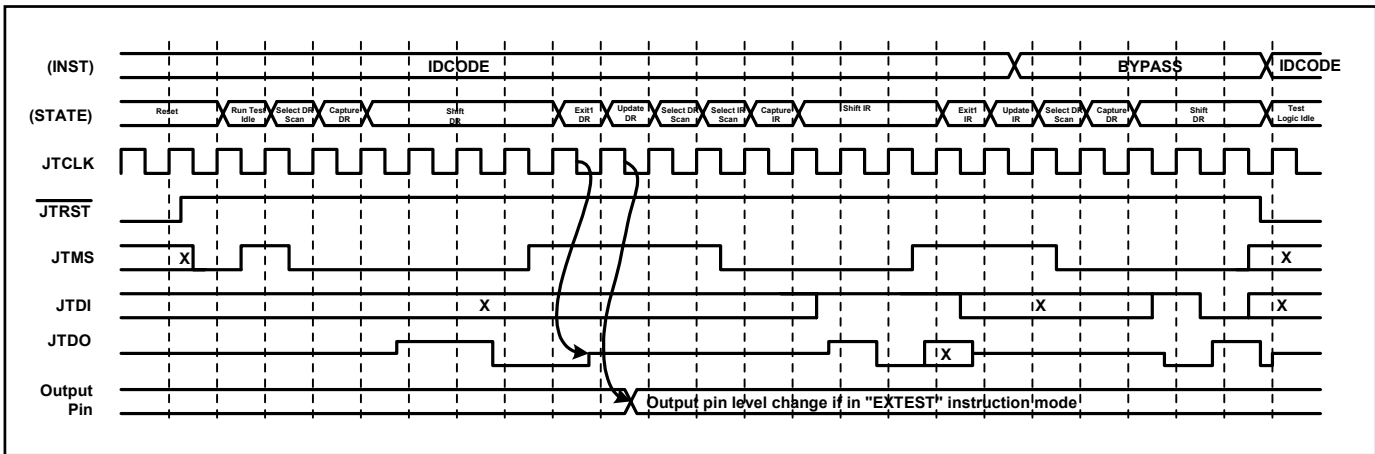 (INST) IDCODE BYPASS IDCODE
(STATE) Reset Run Test Idle Select DR Scan Capture DR Shift DR Exit1 DR Update DR Select DR Scan Select IR Scan Capture IR Shift IR Exit1 IR Update IR Select DR Scan Capture DR Shift DR Test Logic Idle
JTCLK
JTRST
JTMS X X
JTDI X X X
JTDO X
Output Pin Output pin level change if in "EXTEST" instruction mode